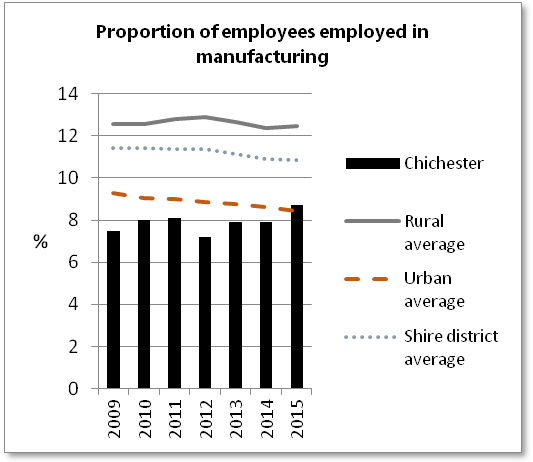 Proportion of employees employed in
manufacturing
14
12
10
8
6
4
2
0
%
2009
2010
2011
2012
2013
2014
2015
Chichester
Rural
average
Urban
average
Shire district
average